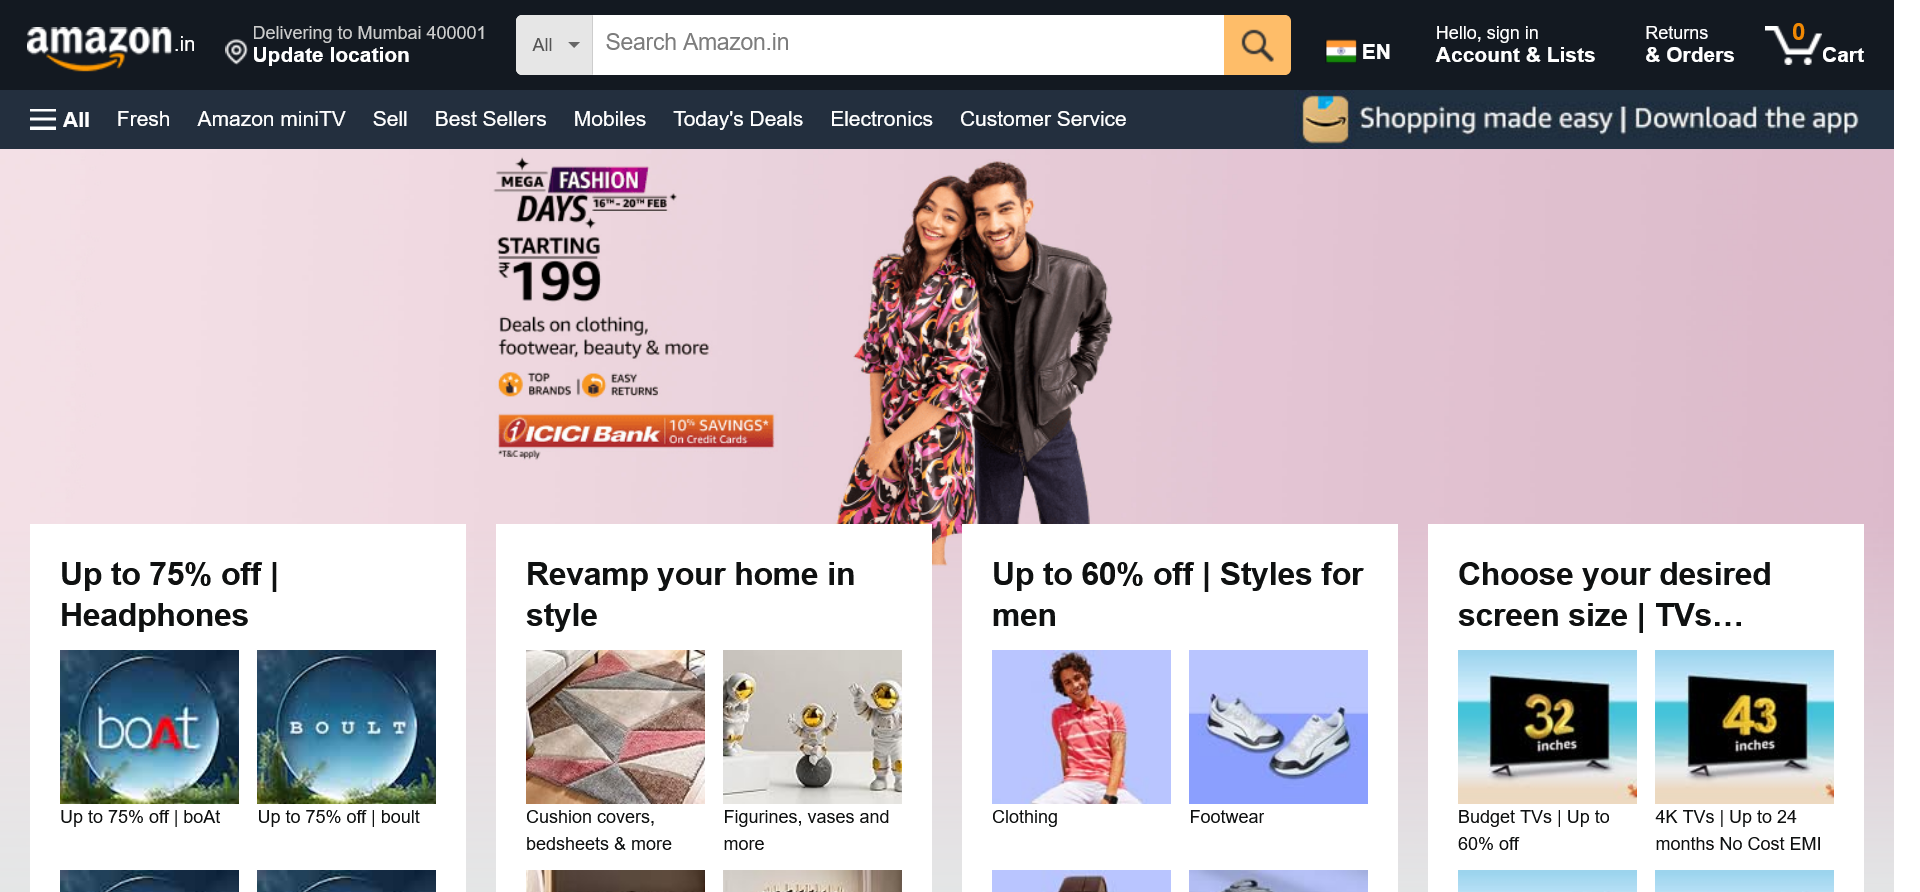 amazon.in
Delivering to Mumbai 400001
Update location
All
Search Amazon.in
EN
Hello, sign in
Account & Lists
Returns
& Orders
0
Cart
All
Fresh
Amazon miniTV
Sell
Best Sellers
Mobiles
Today's Deals
Electronics
Customer Service
Shopping made easy | Download the app
MEGA FASHION
DAYS 16TH - 20TH FEB
STARTING
₹199
Deals on clothing,
footwear, beauty & more
TOP
BRANDS
EASY
RETURNS
ICICI Bank
10% SAVINGS*
On Credit Cards
*T&C apply
Up to 75% off |
Headphones
boAt
BOULT
Up to 75% off | boAt
Up to 75% off | boult
Revamp your home in
style
Cushion covers,
bedsheets & more
Figurines, vases and
more
Up to 60% off | Styles for
men
Clothing
Footwear
Choose your desired
screen size | TVs…
32
inches
43
inches
Budget TVs | Up to
60% off
4K TVs | Up to 24
months No Cost EMI